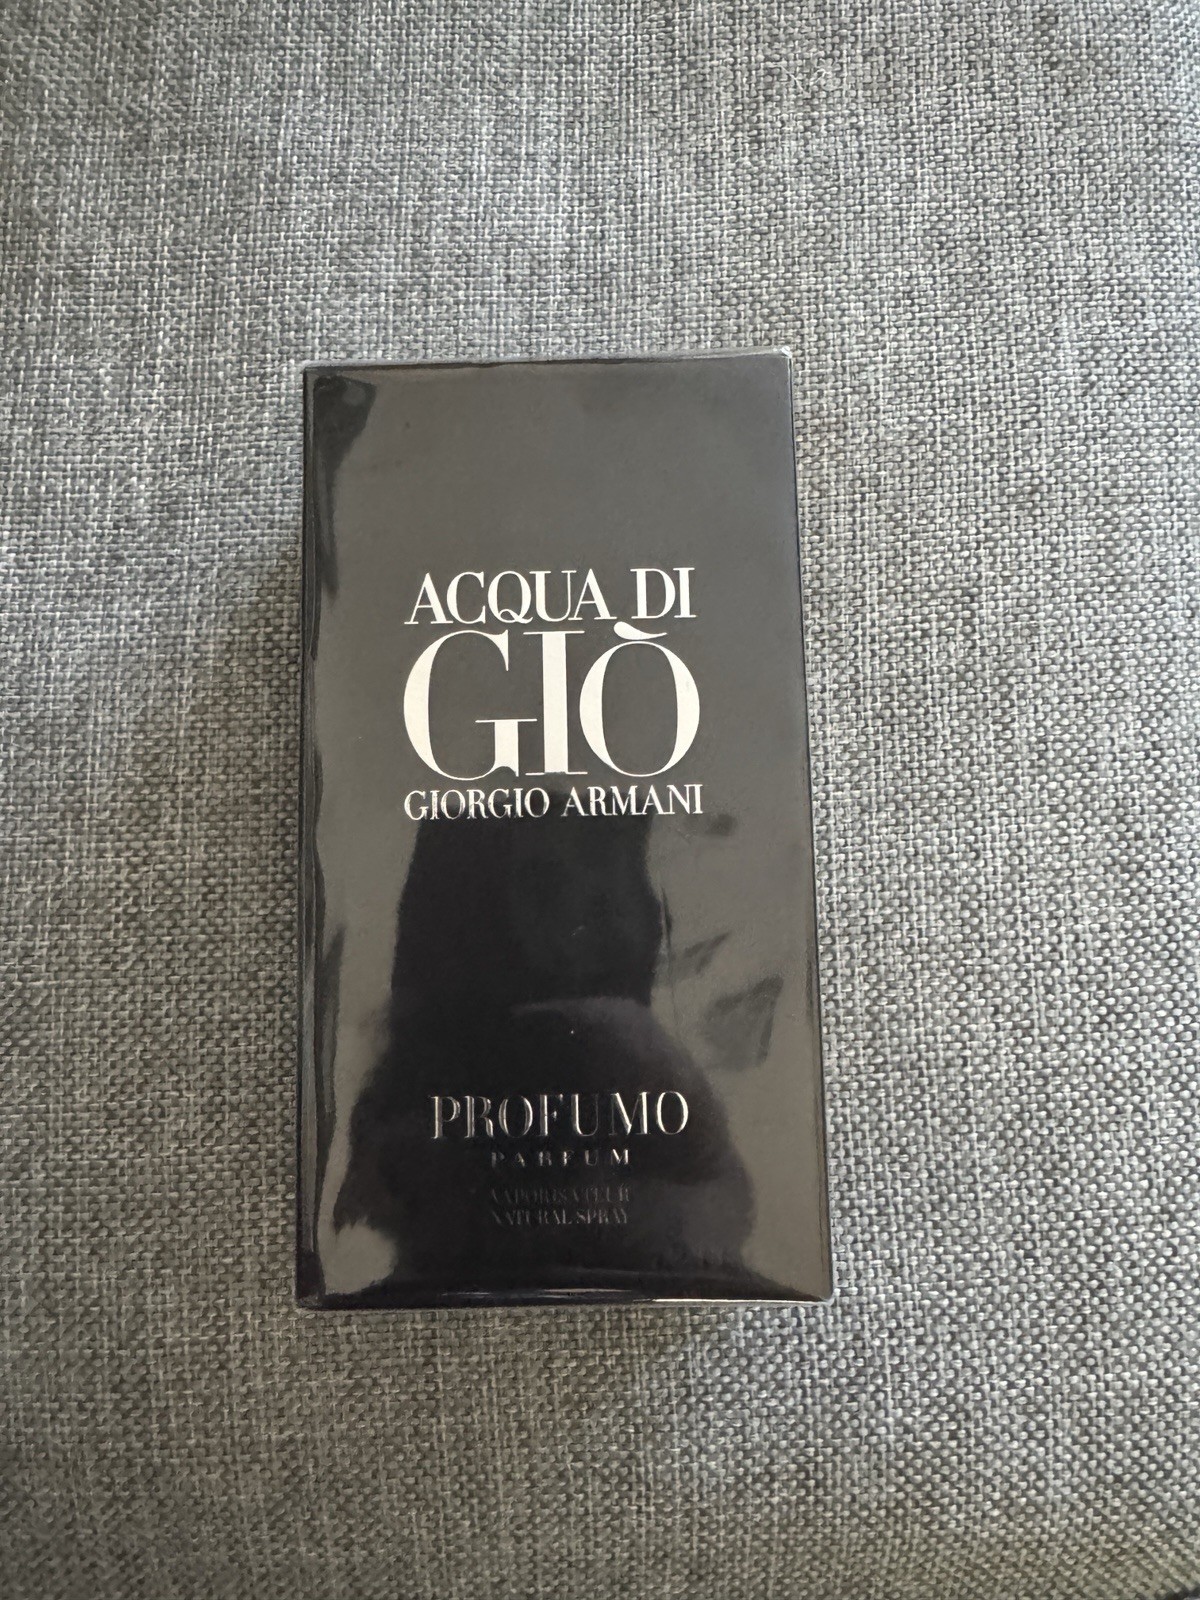 ACQUA DI
GIÒ
GIORGIO ARMANI
PROFUMO
PARFUM
VAPORISATEUR
NATURAL SPRAY